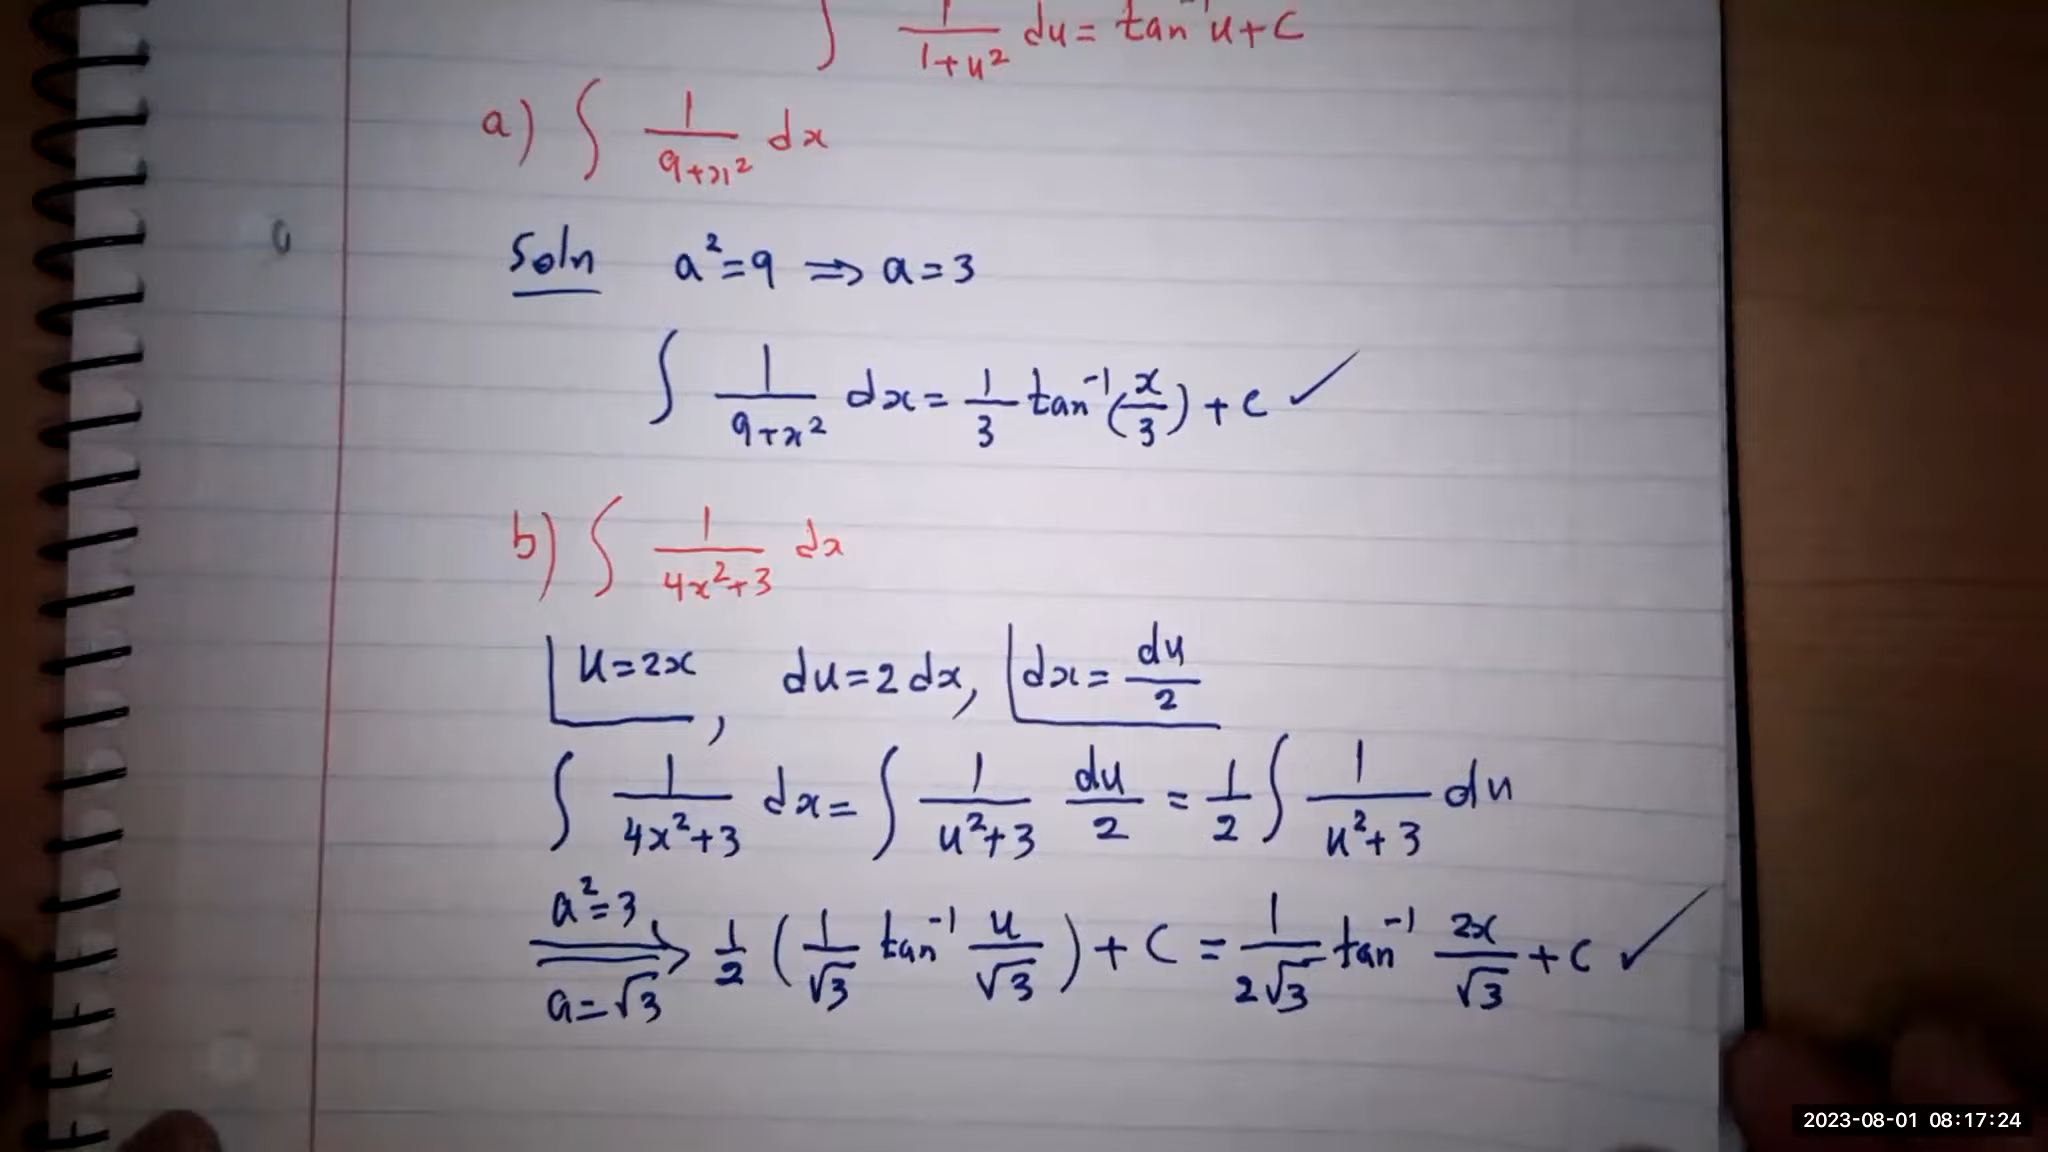 ∫ 1/(1+u²) du = tan⁻¹u + C
a) ∫ 1/(9+x²) dx
Soln a² = 9 ⇒ a = 3
∫ 1/(9+x²) dx = 1/3 tan⁻¹(x/3) + C ✓
b) ∫ 1/(4x²+3) dx
u = 2x, du = 2 dx, dx = du/2
∫ 1/(4x²+3) dx = ∫ 1/(u²+3) du/2 = 1/2 ∫ 1/(u²+3) du
a² = 3, a = √3 ⇒ 1/2 (1/√3 tan⁻¹ u/√3) + C = 1/(2√3) tan⁻¹ 2x/√3 + C ✓
2023-08-01 08:17:24